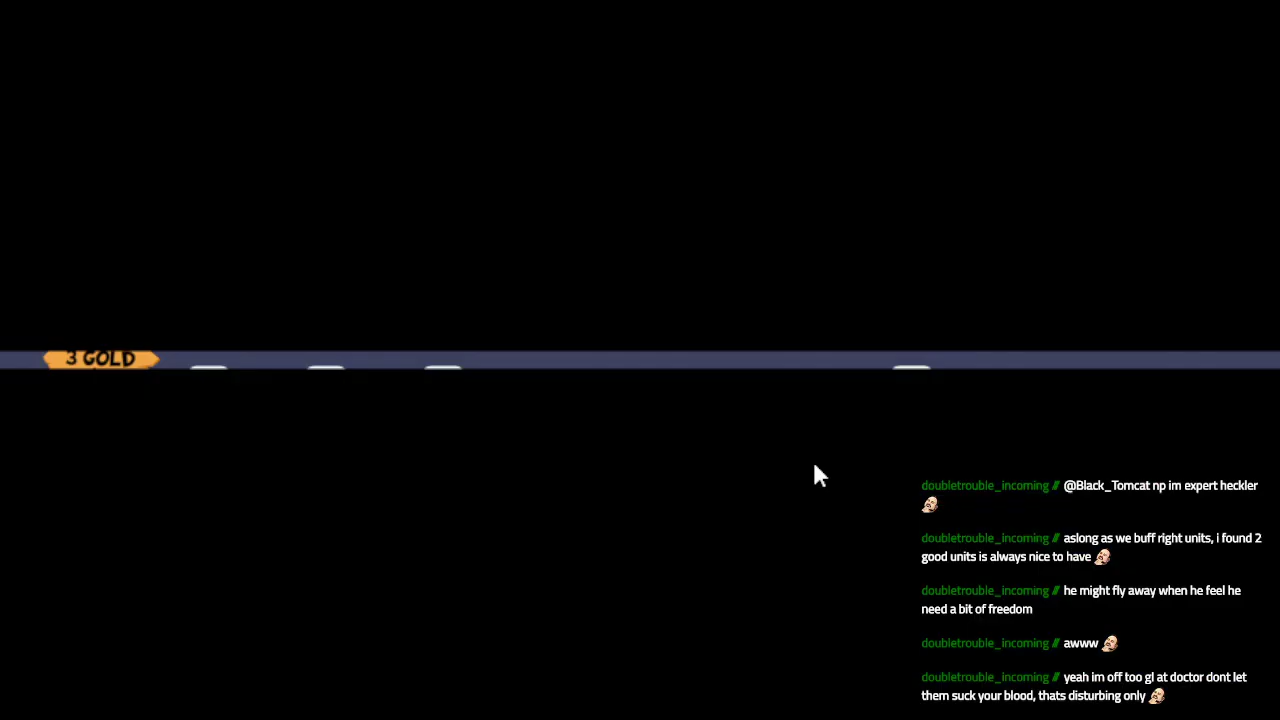 3 GOLD
doubletrouble_incoming // @Black_Tomcat np im expert heckler
doubletrouble_incoming // aslong as we buff right units, i found 2
good units is always nice to have
doubletrouble_incoming // he might fly away when he feel he
need a bit of freedom
doubletrouble_incoming // awww
doubletrouble_incoming // yeah im off too gl at doctor dont let
them suck your blood, thats disturbing only